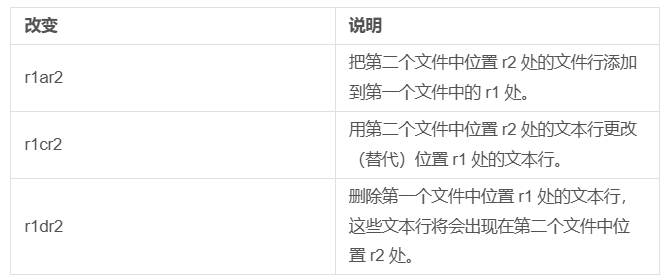 改变
说明
r1ar2
把第二个文件中位置 r2 处的文件行添加
到第一个文件中的 r1 处。
r1cr2
用第二个文件中位置 r2 处的文本行更改
（替代）位置 r1 处的文本行。
r1dr2
删除第一个文件中位置 r1 处的文本行，
这些文本行将会出现在第二个文件中位
置 r2 处。